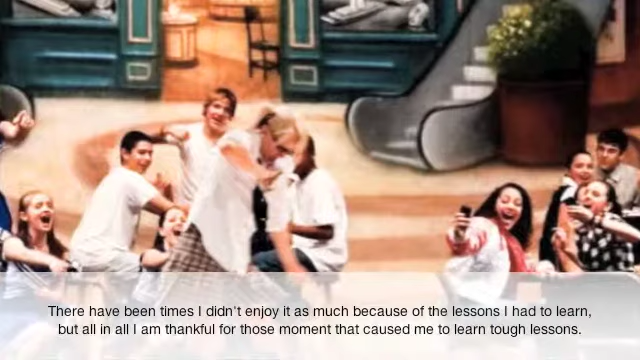 There have been times I didn't enjoy it as much because of the lessons I had to learn,
but all in all I am thankful for those moment that caused me to learn tough lessons.